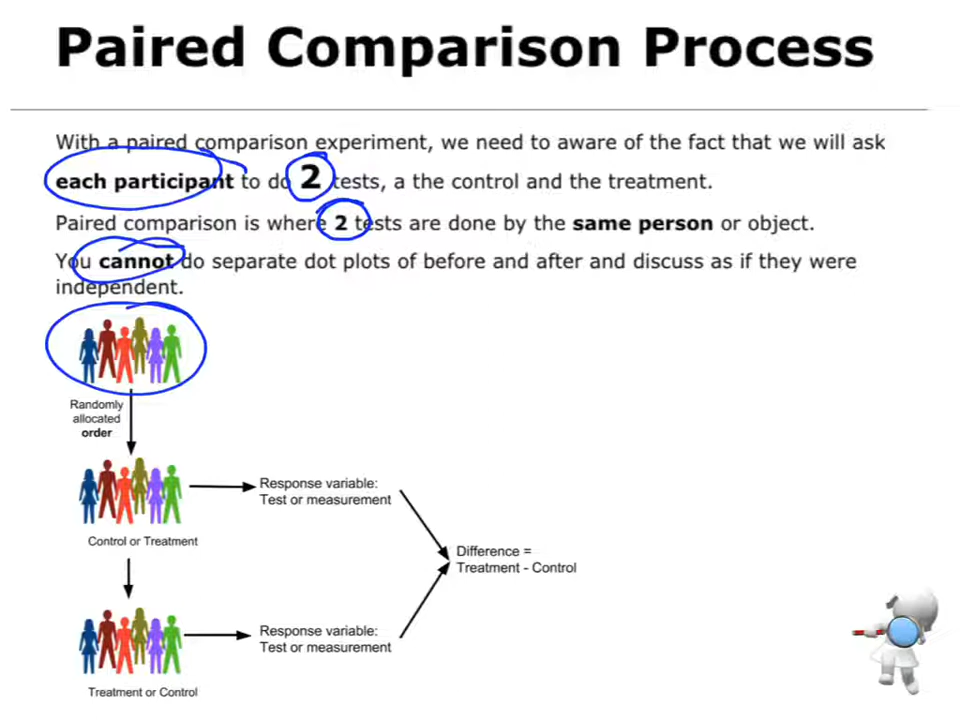 Paired Comparison Process
With a paired comparison experiment, we need to aware of the fact that we will ask
each participant to do 2 tests, a the control and the treatment.
Paired comparison is where 2 tests are done by the same person or object.
You cannot do separate dot plots of before and after and discuss as if they were
independent.
Randomly
allocated
order
Response variable:
Test or measurement
Control or Treatment
Difference =
Treatment - Control
Response variable:
Test or measurement
Treatment or Control